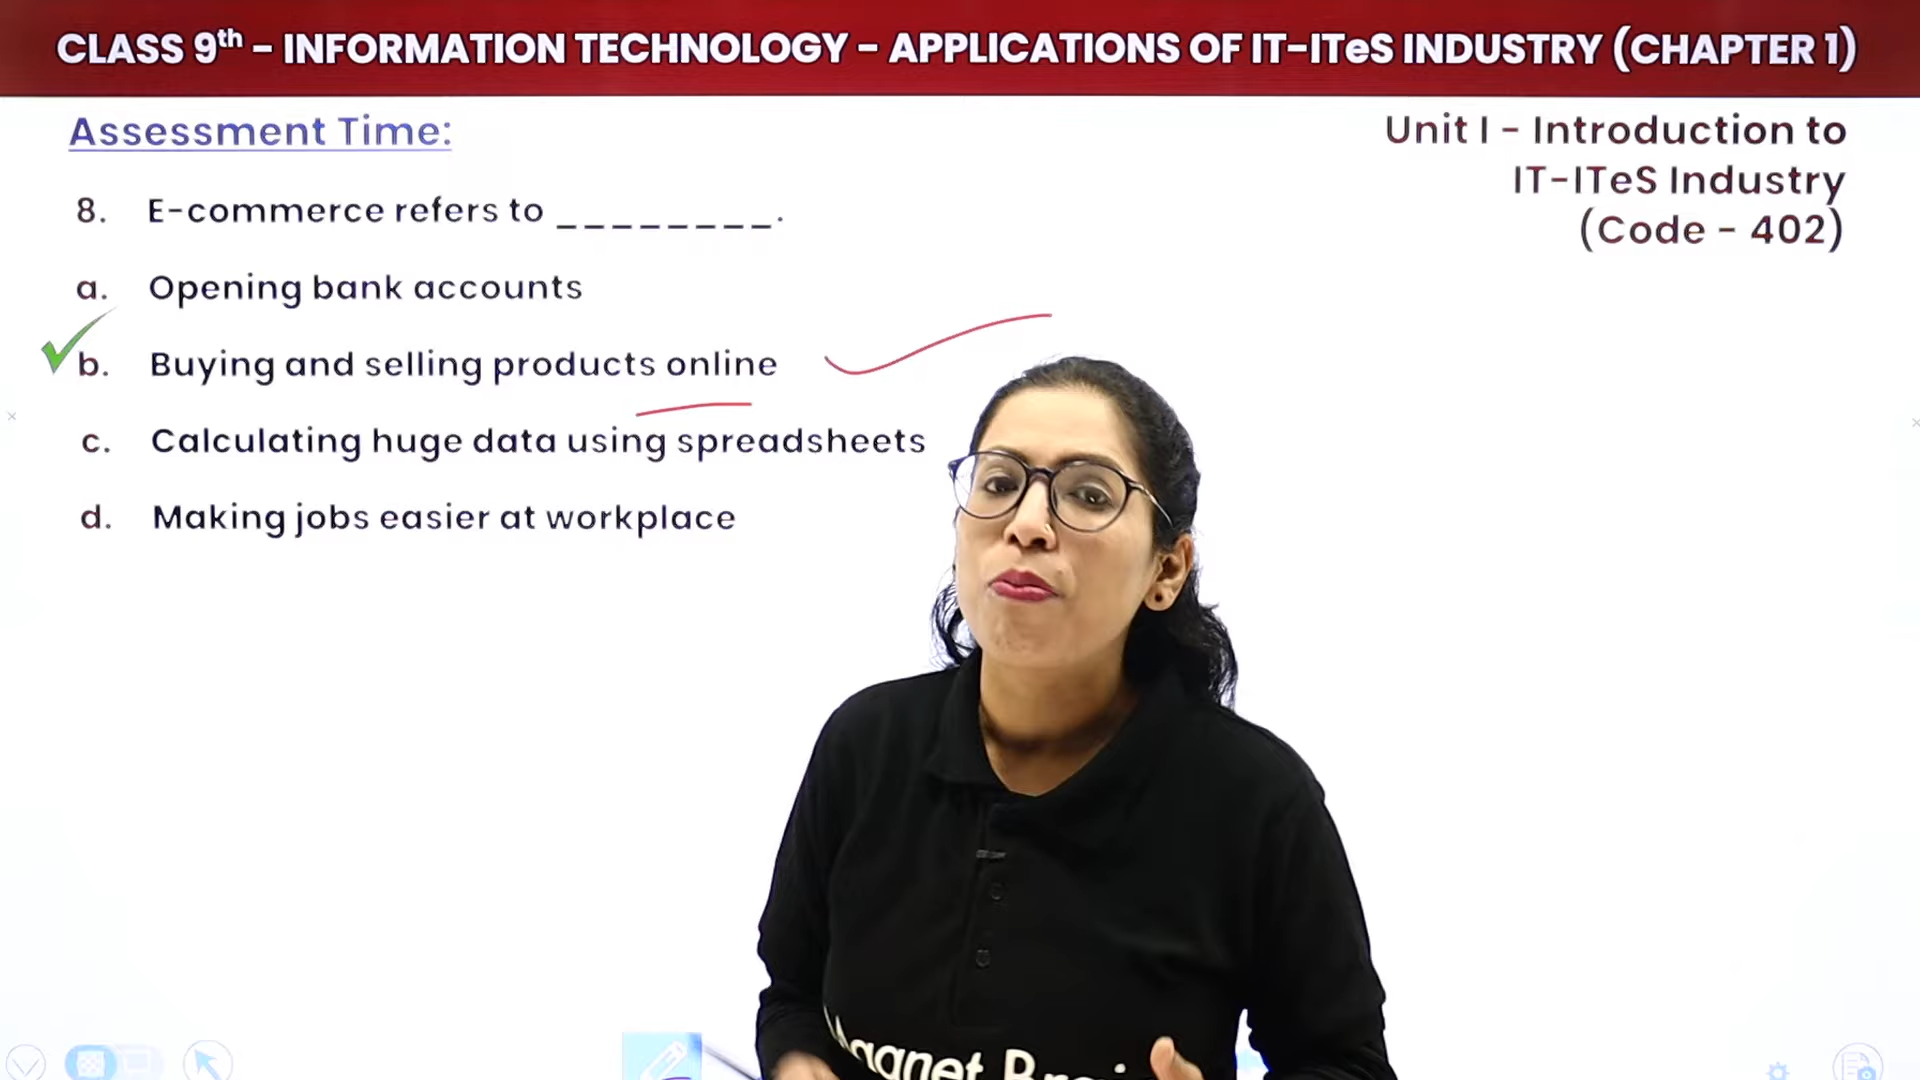 CLASS 9th – INFORMATION TECHNOLOGY – APPLICATIONS OF IT-ITeS INDUSTRY (CHAPTER 1)
Assessment Time:
Unit I – Introduction to
IT-ITeS Industry
(Code – 402)
8. E-commerce refers to ________.
a. Opening bank accounts
b. Buying and selling products online
c. Calculating huge data using spreadsheets
d. Making jobs easier at workplace